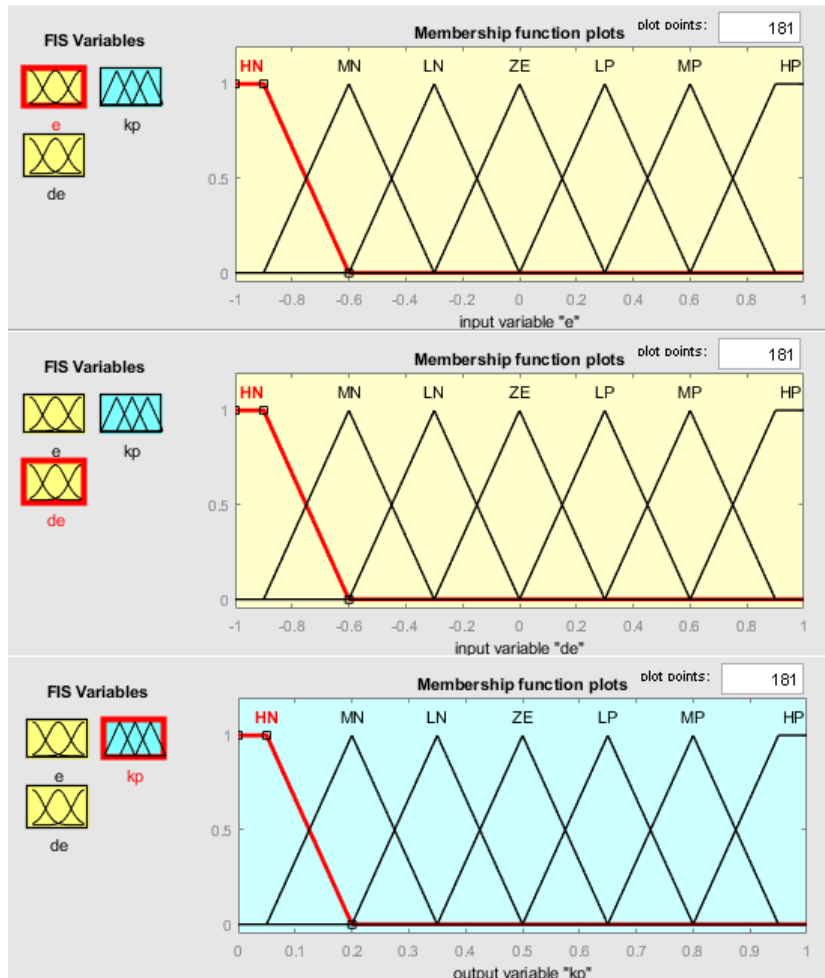 FIS Variables
e
kp
de
Membership function plots
plot points:
181
HN MN LN ZE LP MP HP
1
0.5
0
-1 -0.8 -0.6 -0.4 -0.2 0 0.2 0.4 0.6 0.8 1
input variable "e"
FIS Variables
e
kp
de
Membership function plots
plot points:
181
HN MN LN ZE LP MP HP
1
0.5
0
-1 -0.8 -0.6 -0.4 -0.2 0 0.2 0.4 0.6 0.8 1
input variable "de"
FIS Variables
e
kp
de
Membership function plots
plot points:
181
HN MN LN ZE LP MP HP
1
0.5
0
0 0.1 0.2 0.3 0.4 0.5 0.6 0.7 0.8 0.9 1
output variable "kp"